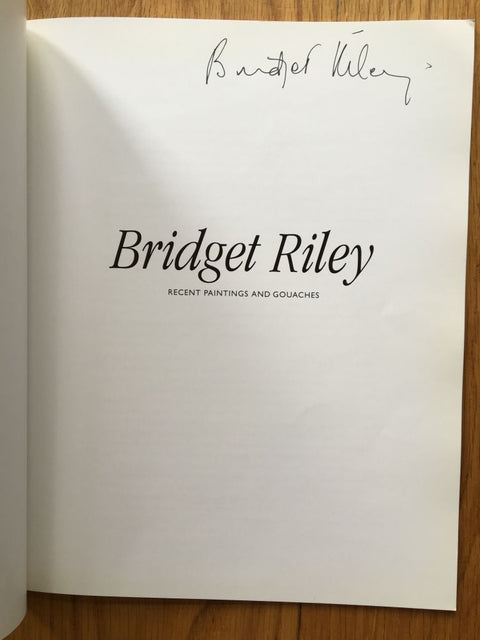 Bridget Riley
Bridget Riley
RECENT PAINTINGS AND GOUACHES